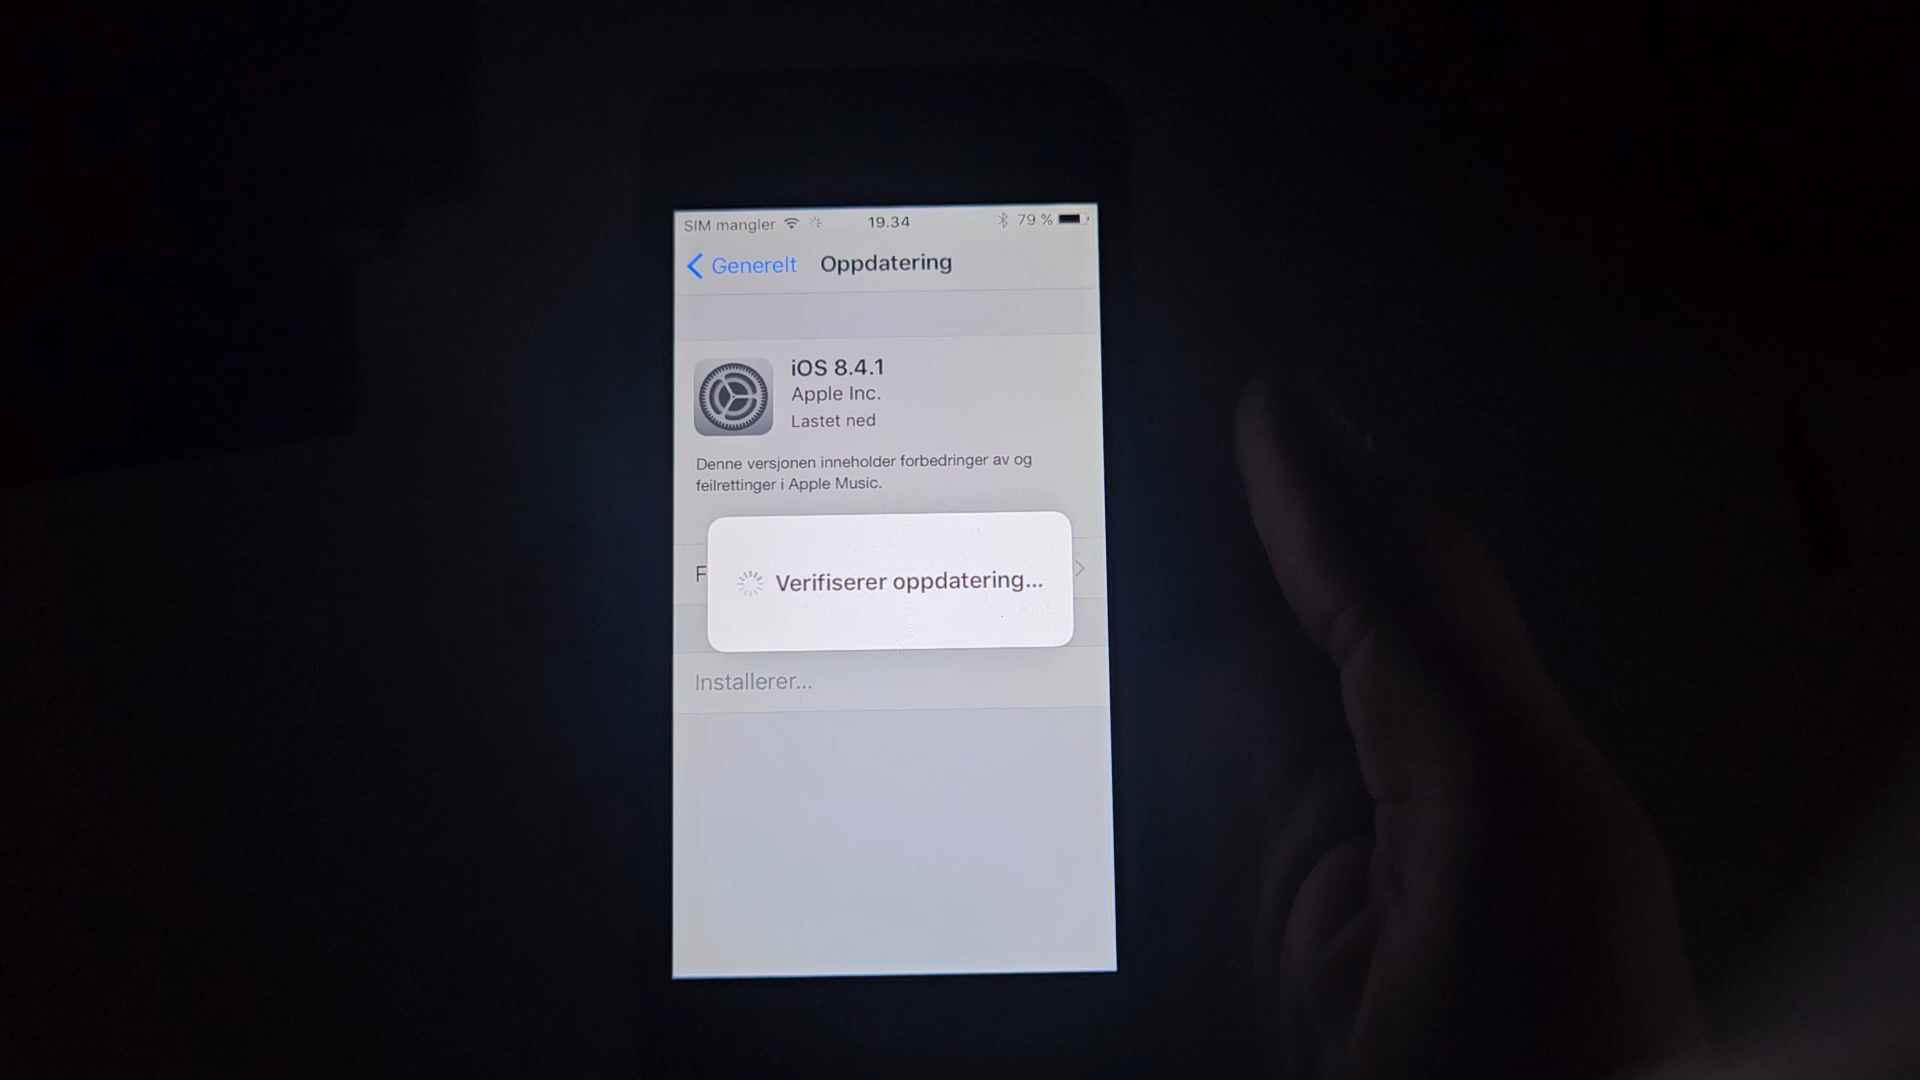 SIM mangler 19.34 79 %
Generelt Oppdatering
iOS 8.4.1
Apple Inc.
Lastet ned
Denne versjonen inneholder forbedringer av og
feilrettinger i Apple Music.
F
Verifiserer oppdatering...
Installerer...